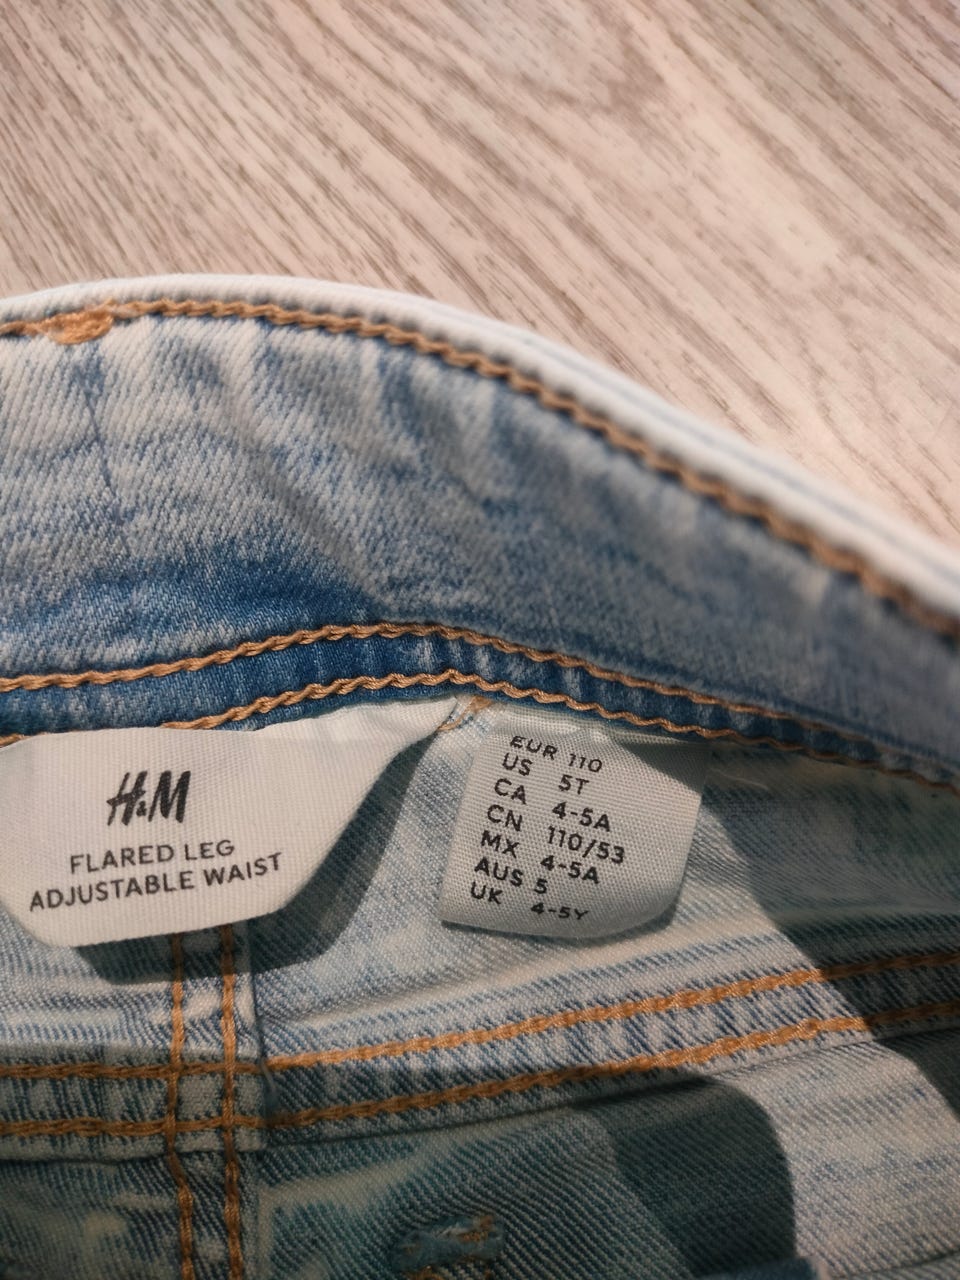 H&M
FLARED LEG
ADJUSTABLE WAIST
EUR 110
US 5T
CA 4-5A
CN 110/53
MX 4-5A
AUS 5
UK 4-5Y